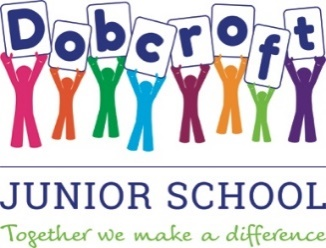 Dobcroft
JUNIOR SCHOOL
Together we make a difference